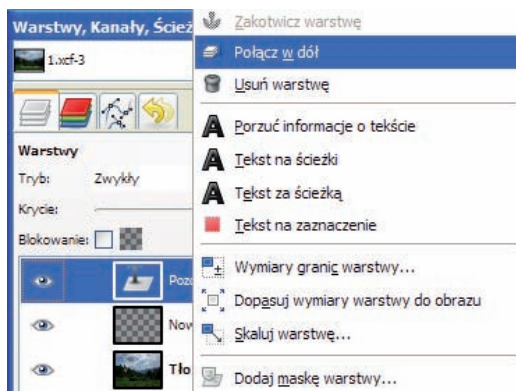 Warstwy, Kanały, Ścież
1.xcf-3
Warstwy
Tryb: Zwykły
Krycie:
Blokowanie:
Poz
Now
Tło
Zakotwicz warstwę
Połącz w dół
Usuń warstwę
Porzuć informacje o tekście
Tekst na ścieżki
Tekst za ścieżką
Tekst na zaznaczenie
Wymiary granic warstwy...
Dopasuj wymiary warstwy do obrazu
Skaluj warstwę...
Dodaj maskę warstwy...